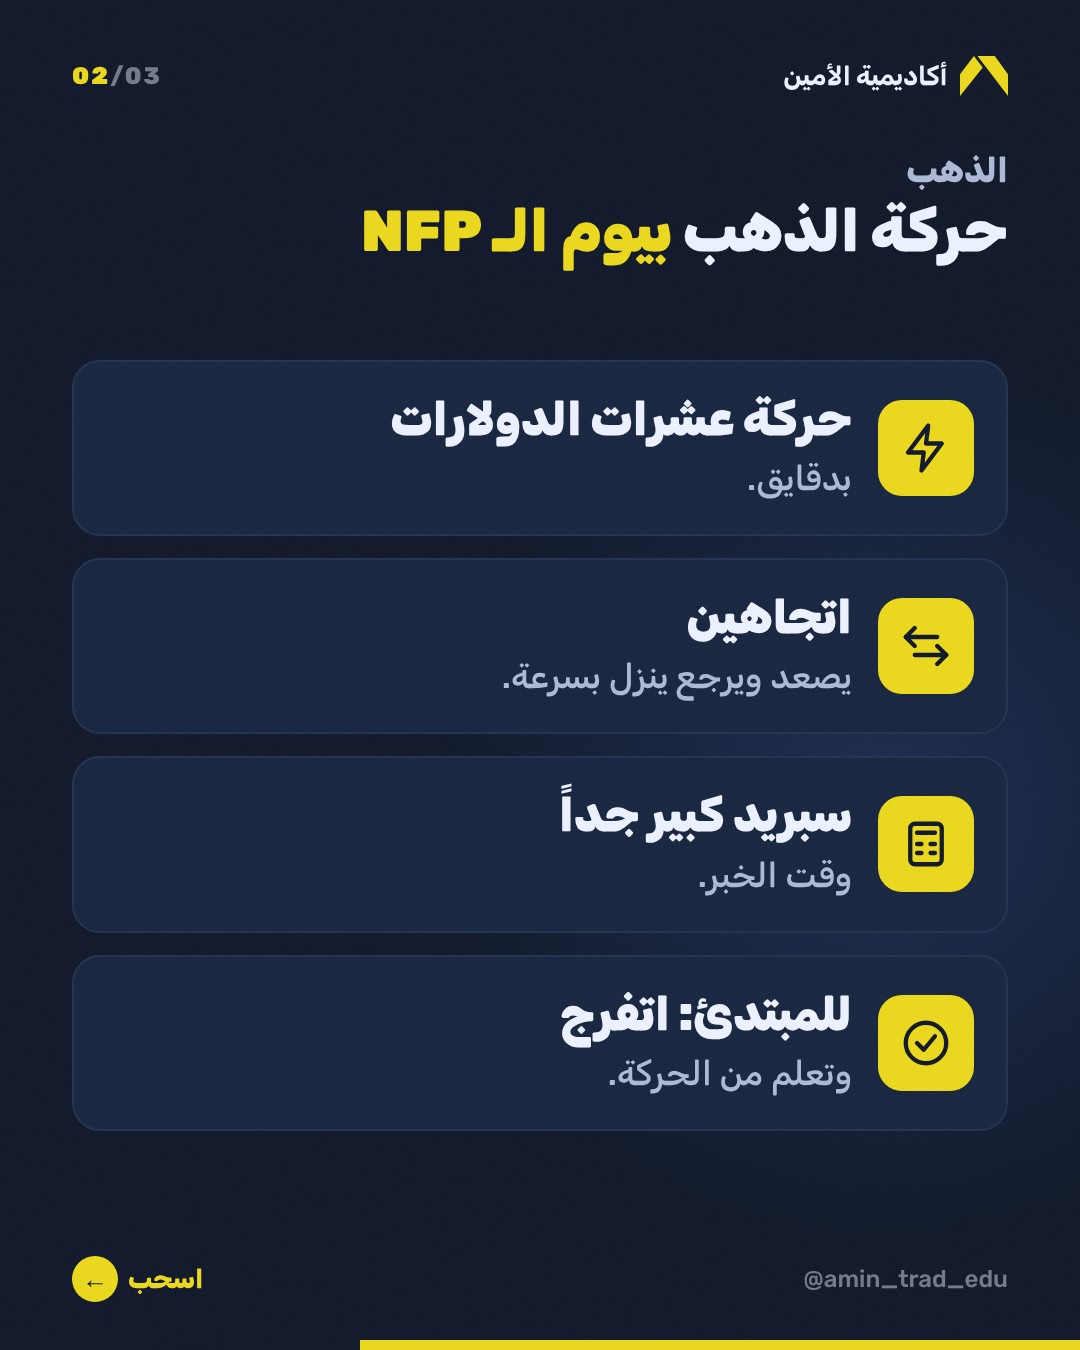 أكاديمية الأمين
02/03
الذهب
حركة الذهب بيوم الـ NFP
حركة عشرات الدولارات
بدقايق.
اتجاهين
يصعد ويرجع ينزل بسرعة.
سبريد كبير جداً
وقت الخبر.
للمبتدئ: اتفرج
وتعلم من الحركة.
@amin_trad_edu
اسحب ←